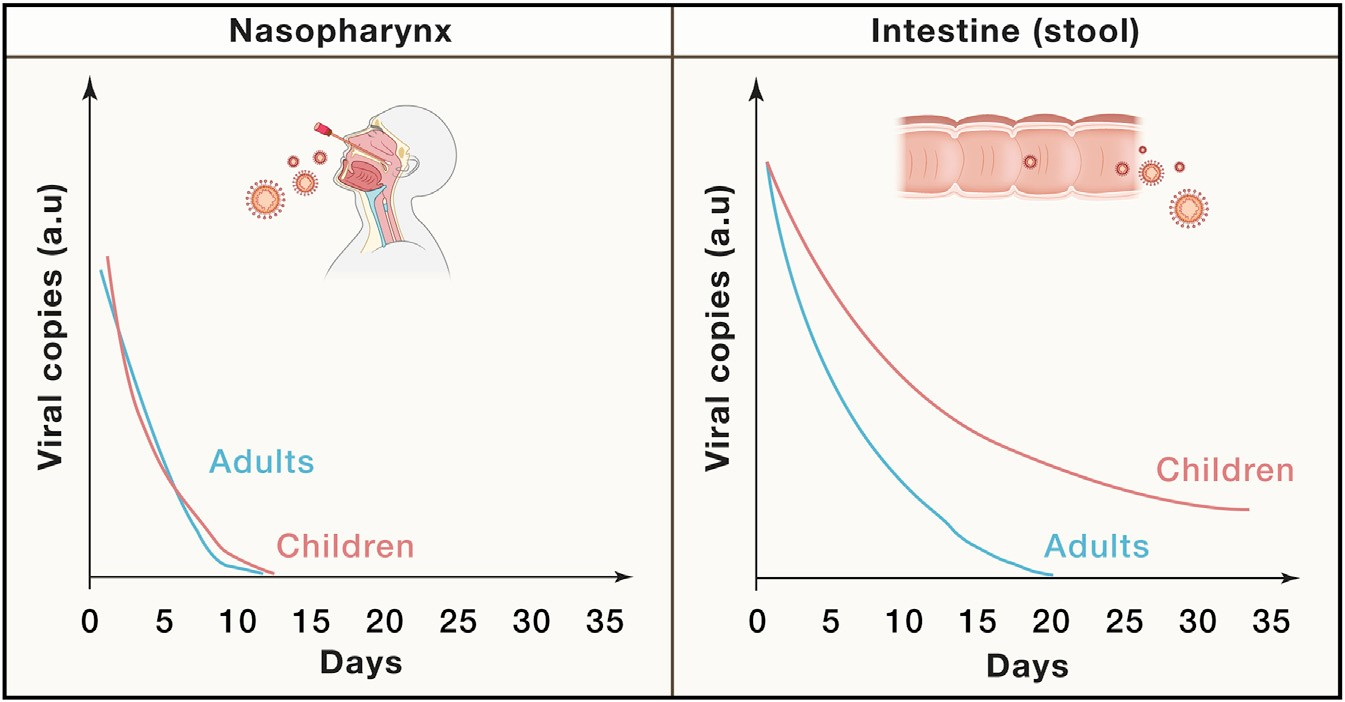 Nasopharynx
Viral copies (a.u)
Adults
Children
0 5 10 15 20 25 30 35
Days
Intestine (stool)
Viral copies (a.u)
Children
Adults
0 5 10 15 20 25 30 35
Days